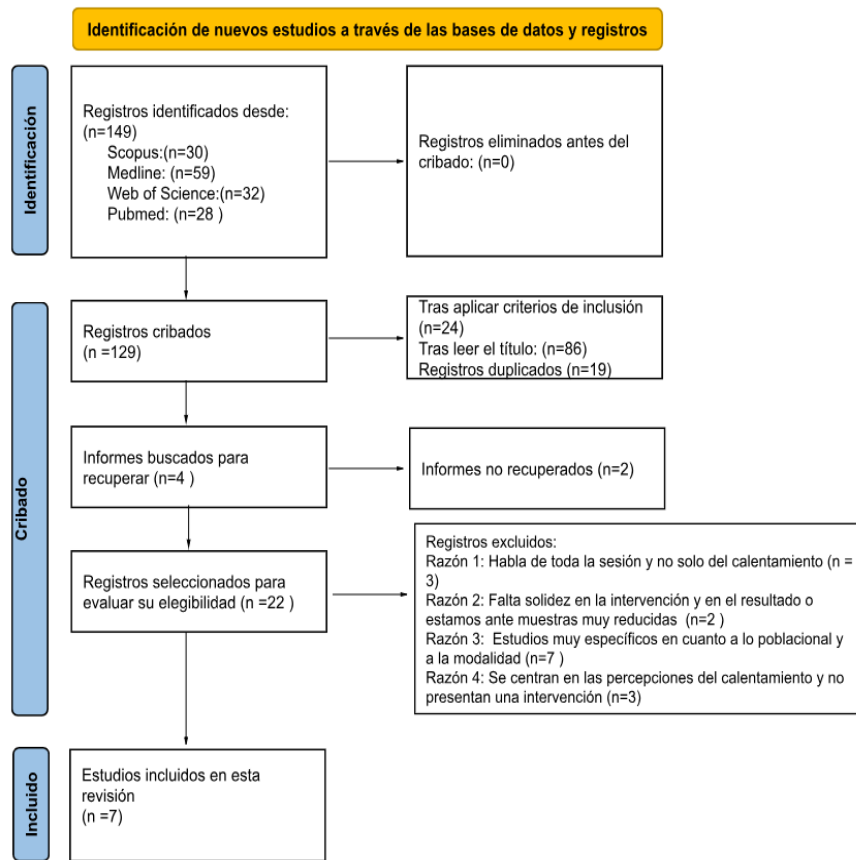 Identificación de nuevos estudios a través de las bases de datos y registros
Identificación
Registros identificados desde:
(n=149)
Scopus:(n=30)
Medline: (n=59)
Web of Science:(n=32)
Pubmed: (n=28 )
Registros eliminados antes del
cribado: (n=0)
Cribado
Registros cribados
(n =129)
Tras aplicar criterios de inclusión
(n=24)
Tras leer el título: (n=86)
Registros duplicados (n=19)
Informes buscados para
recuperar (n=4 )
Informes no recuperados (n=2)
Registros seleccionados para
evaluar su elegibilidad (n =22 )
Registros excluidos:
Razón 1: Habla de toda la sesión y no solo del calentamiento (n =
3)
Razón 2: Falta solidez en la intervención y en el resultado o
estamos ante muestras muy reducidas (n=2 )
Razón 3: Estudios muy específicos en cuanto a lo poblacional y
a la modalidad (n=7 )
Razón 4: Se centran en las percepciones del calentamiento y no
presentan una intervención (n=3)
Incluido
Estudios incluidos en esta
revisión
(n =7)